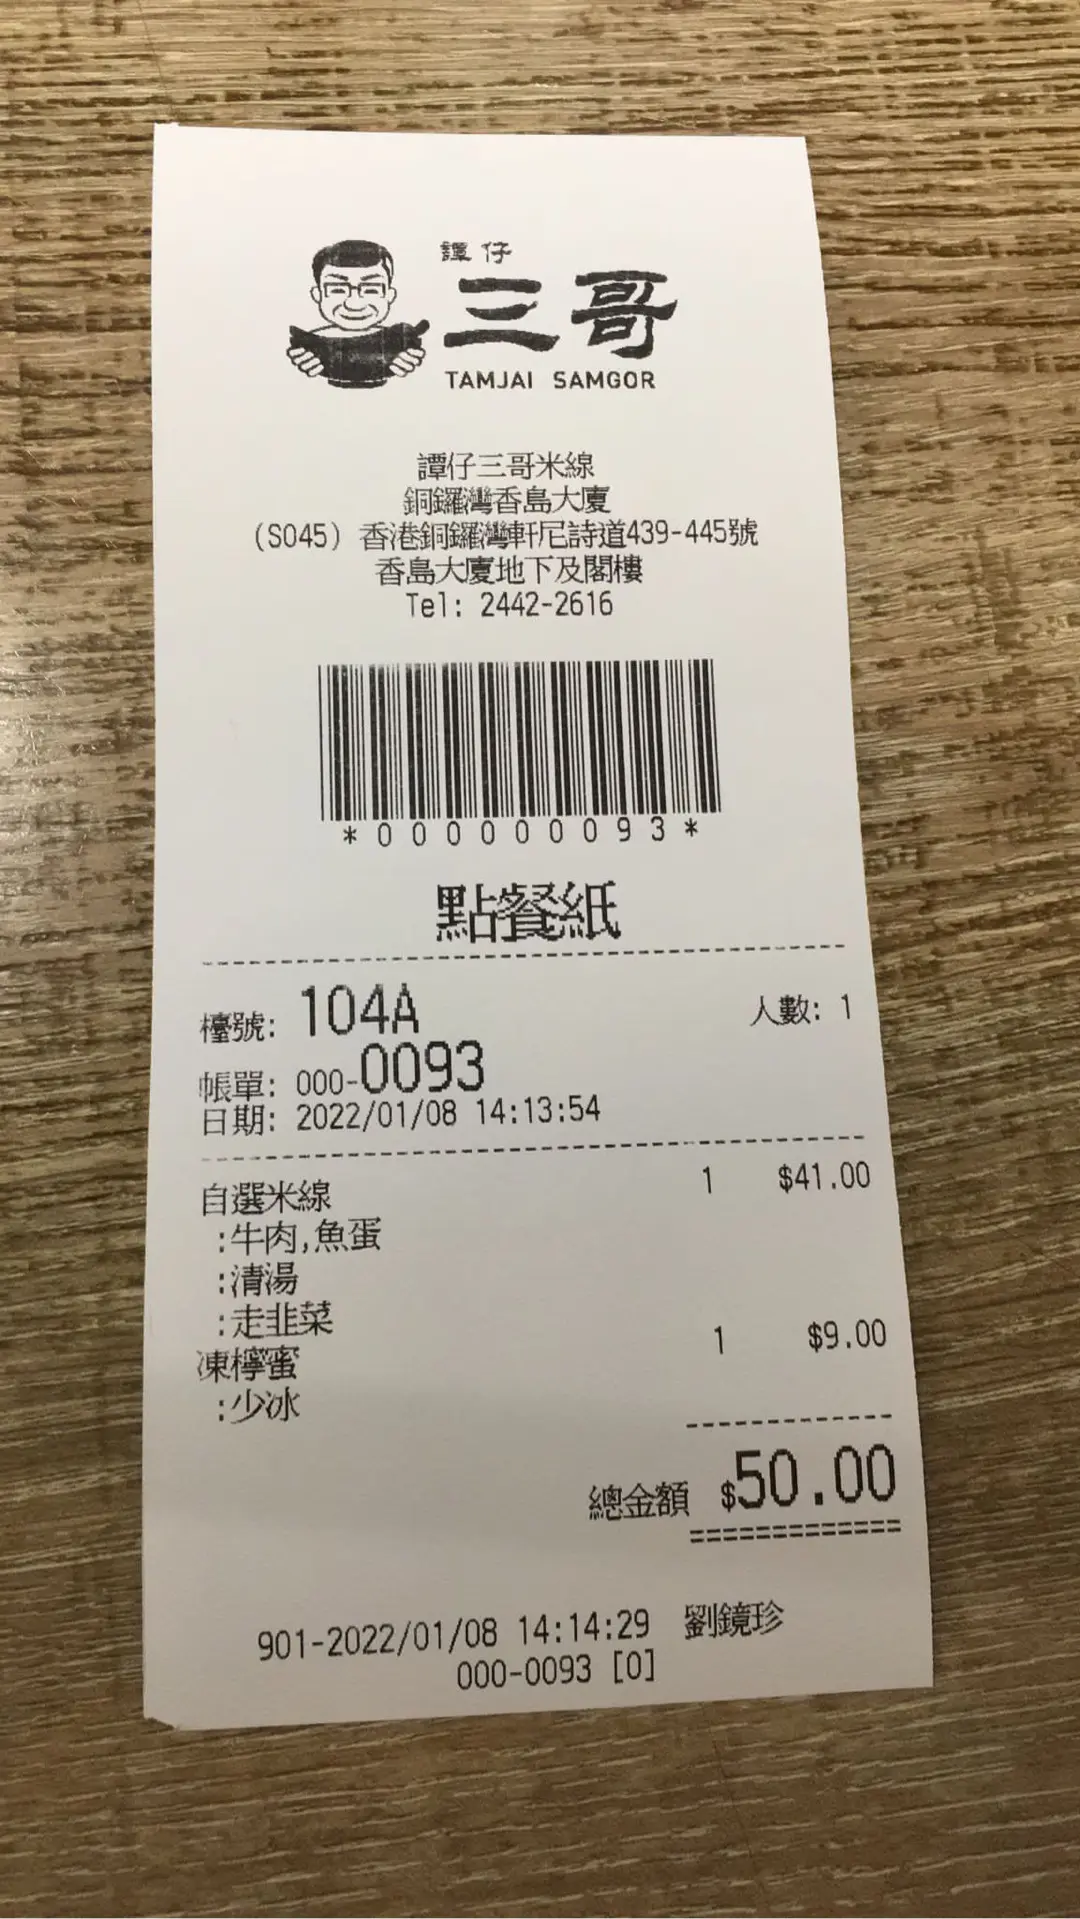 譚仔
三哥
TAMJAI SAMGOR
譚仔三哥米線
銅鑼灣香島大廈
(S045) 香港銅鑼灣軒尼詩道439-445號
香島大廈地下及閣樓
Tel: 2442-2616
*000000093*
點餐紙
檯號: 104A 人數: 1
帳單: 000-0093
日期: 2022/01/08 14:13:54
自選米線 1 $41.00
:牛肉,魚蛋
:清湯
:走韭菜
凍檸蜜 1 $9.00
:少冰
總金額 $50.00
901-2022/01/08 14:14:29 劉鏡珍
000-0093 [0]